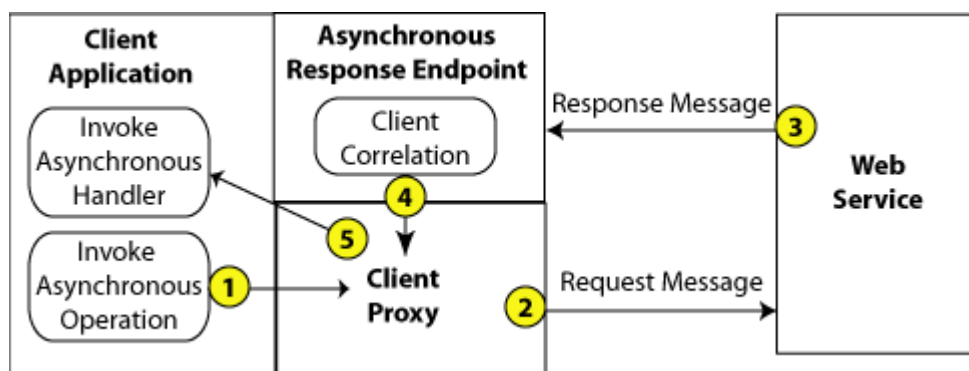 Client
Application
Invoke
Asynchronous
Handler
Invoke
Asynchronous
Operation
1
Asynchronous
Response Endpoint
Client
Correlation
4
5
Client
Proxy
2
Response Message
3
Request Message
Web
Service